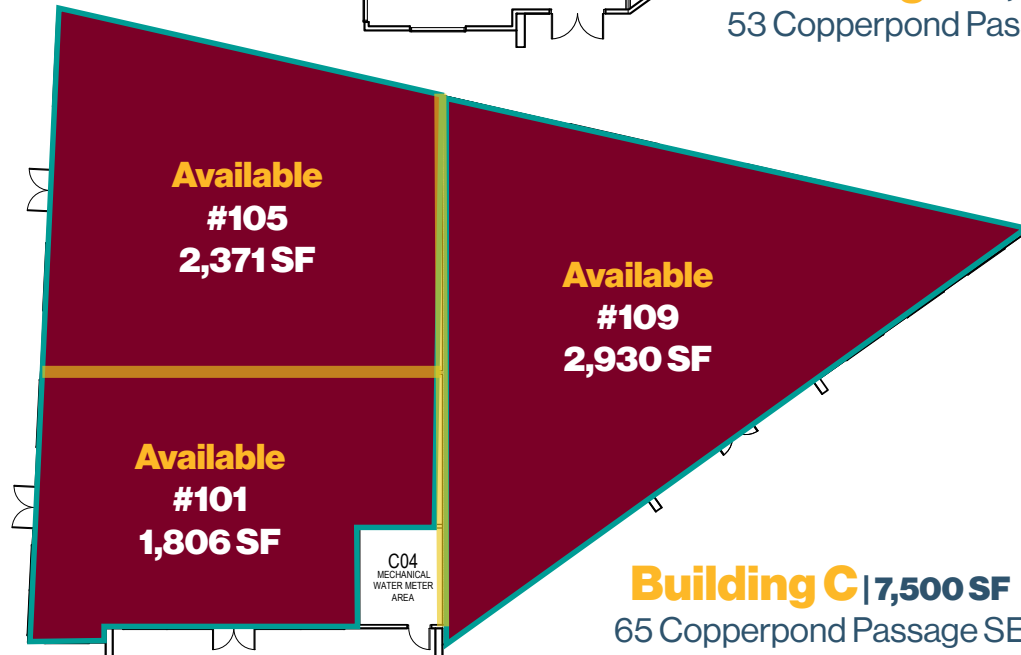 53 Copperpond Pas
Available
#105
2,371 SF
Available
#109
2,930 SF
Available
#101
1,806 SF
C04
MECHANICAL
WATER METER
AREA
Building C | 7,500 SF
65 Copperpond Passage SE